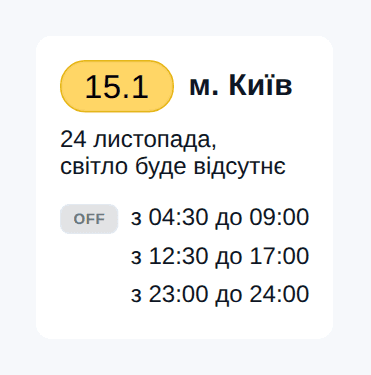 15.1 м. Київ
24 листопада,
світло буде відсутнє
OFF з 04:30 до 09:00
з 12:30 до 17:00
з 23:00 до 24:00